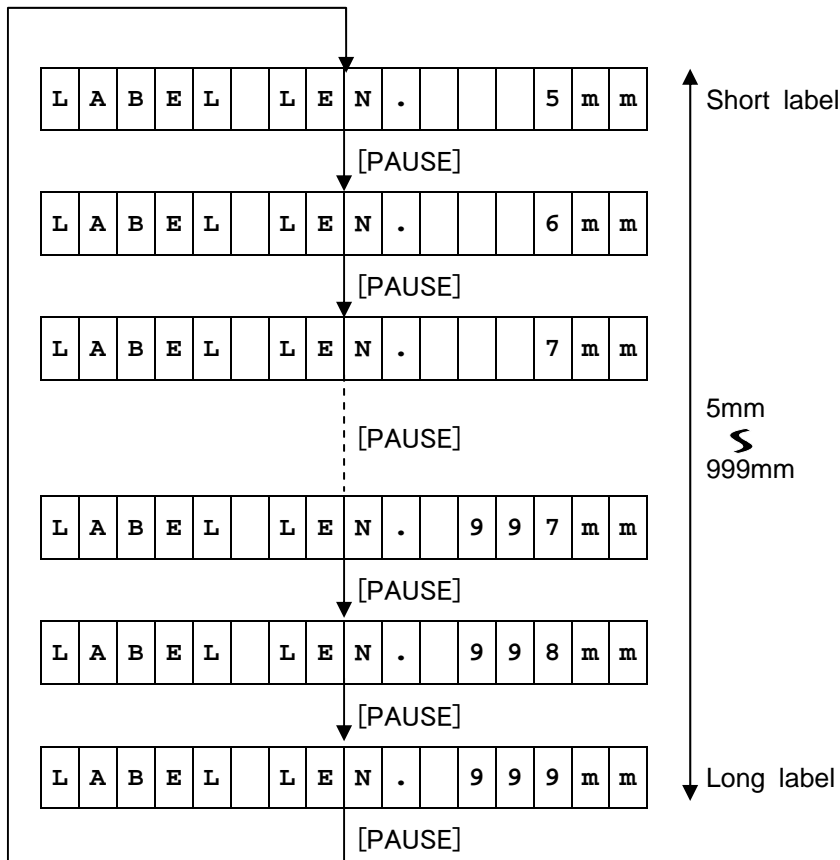 LABEL LEN. 5mm Short label
[PAUSE]
LABEL LEN. 6mm
[PAUSE]
LABEL LEN. 7mm
5mm
[PAUSE]
999mm
LABEL LEN. 997mm
[PAUSE]
LABEL LEN. 998mm
[PAUSE]
LABEL LEN. 999mm Long label
[PAUSE]